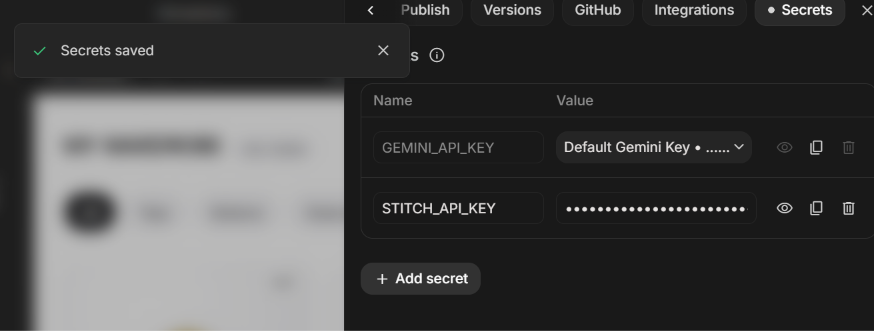 Publish Versions GitHub Integrations Secrets
Secrets saved
s
Name Value
GEMINI_API_KEY Default Gemini Key • ......
STITCH_API_KEY ••••••••••••••••••••••••
+ Add secret